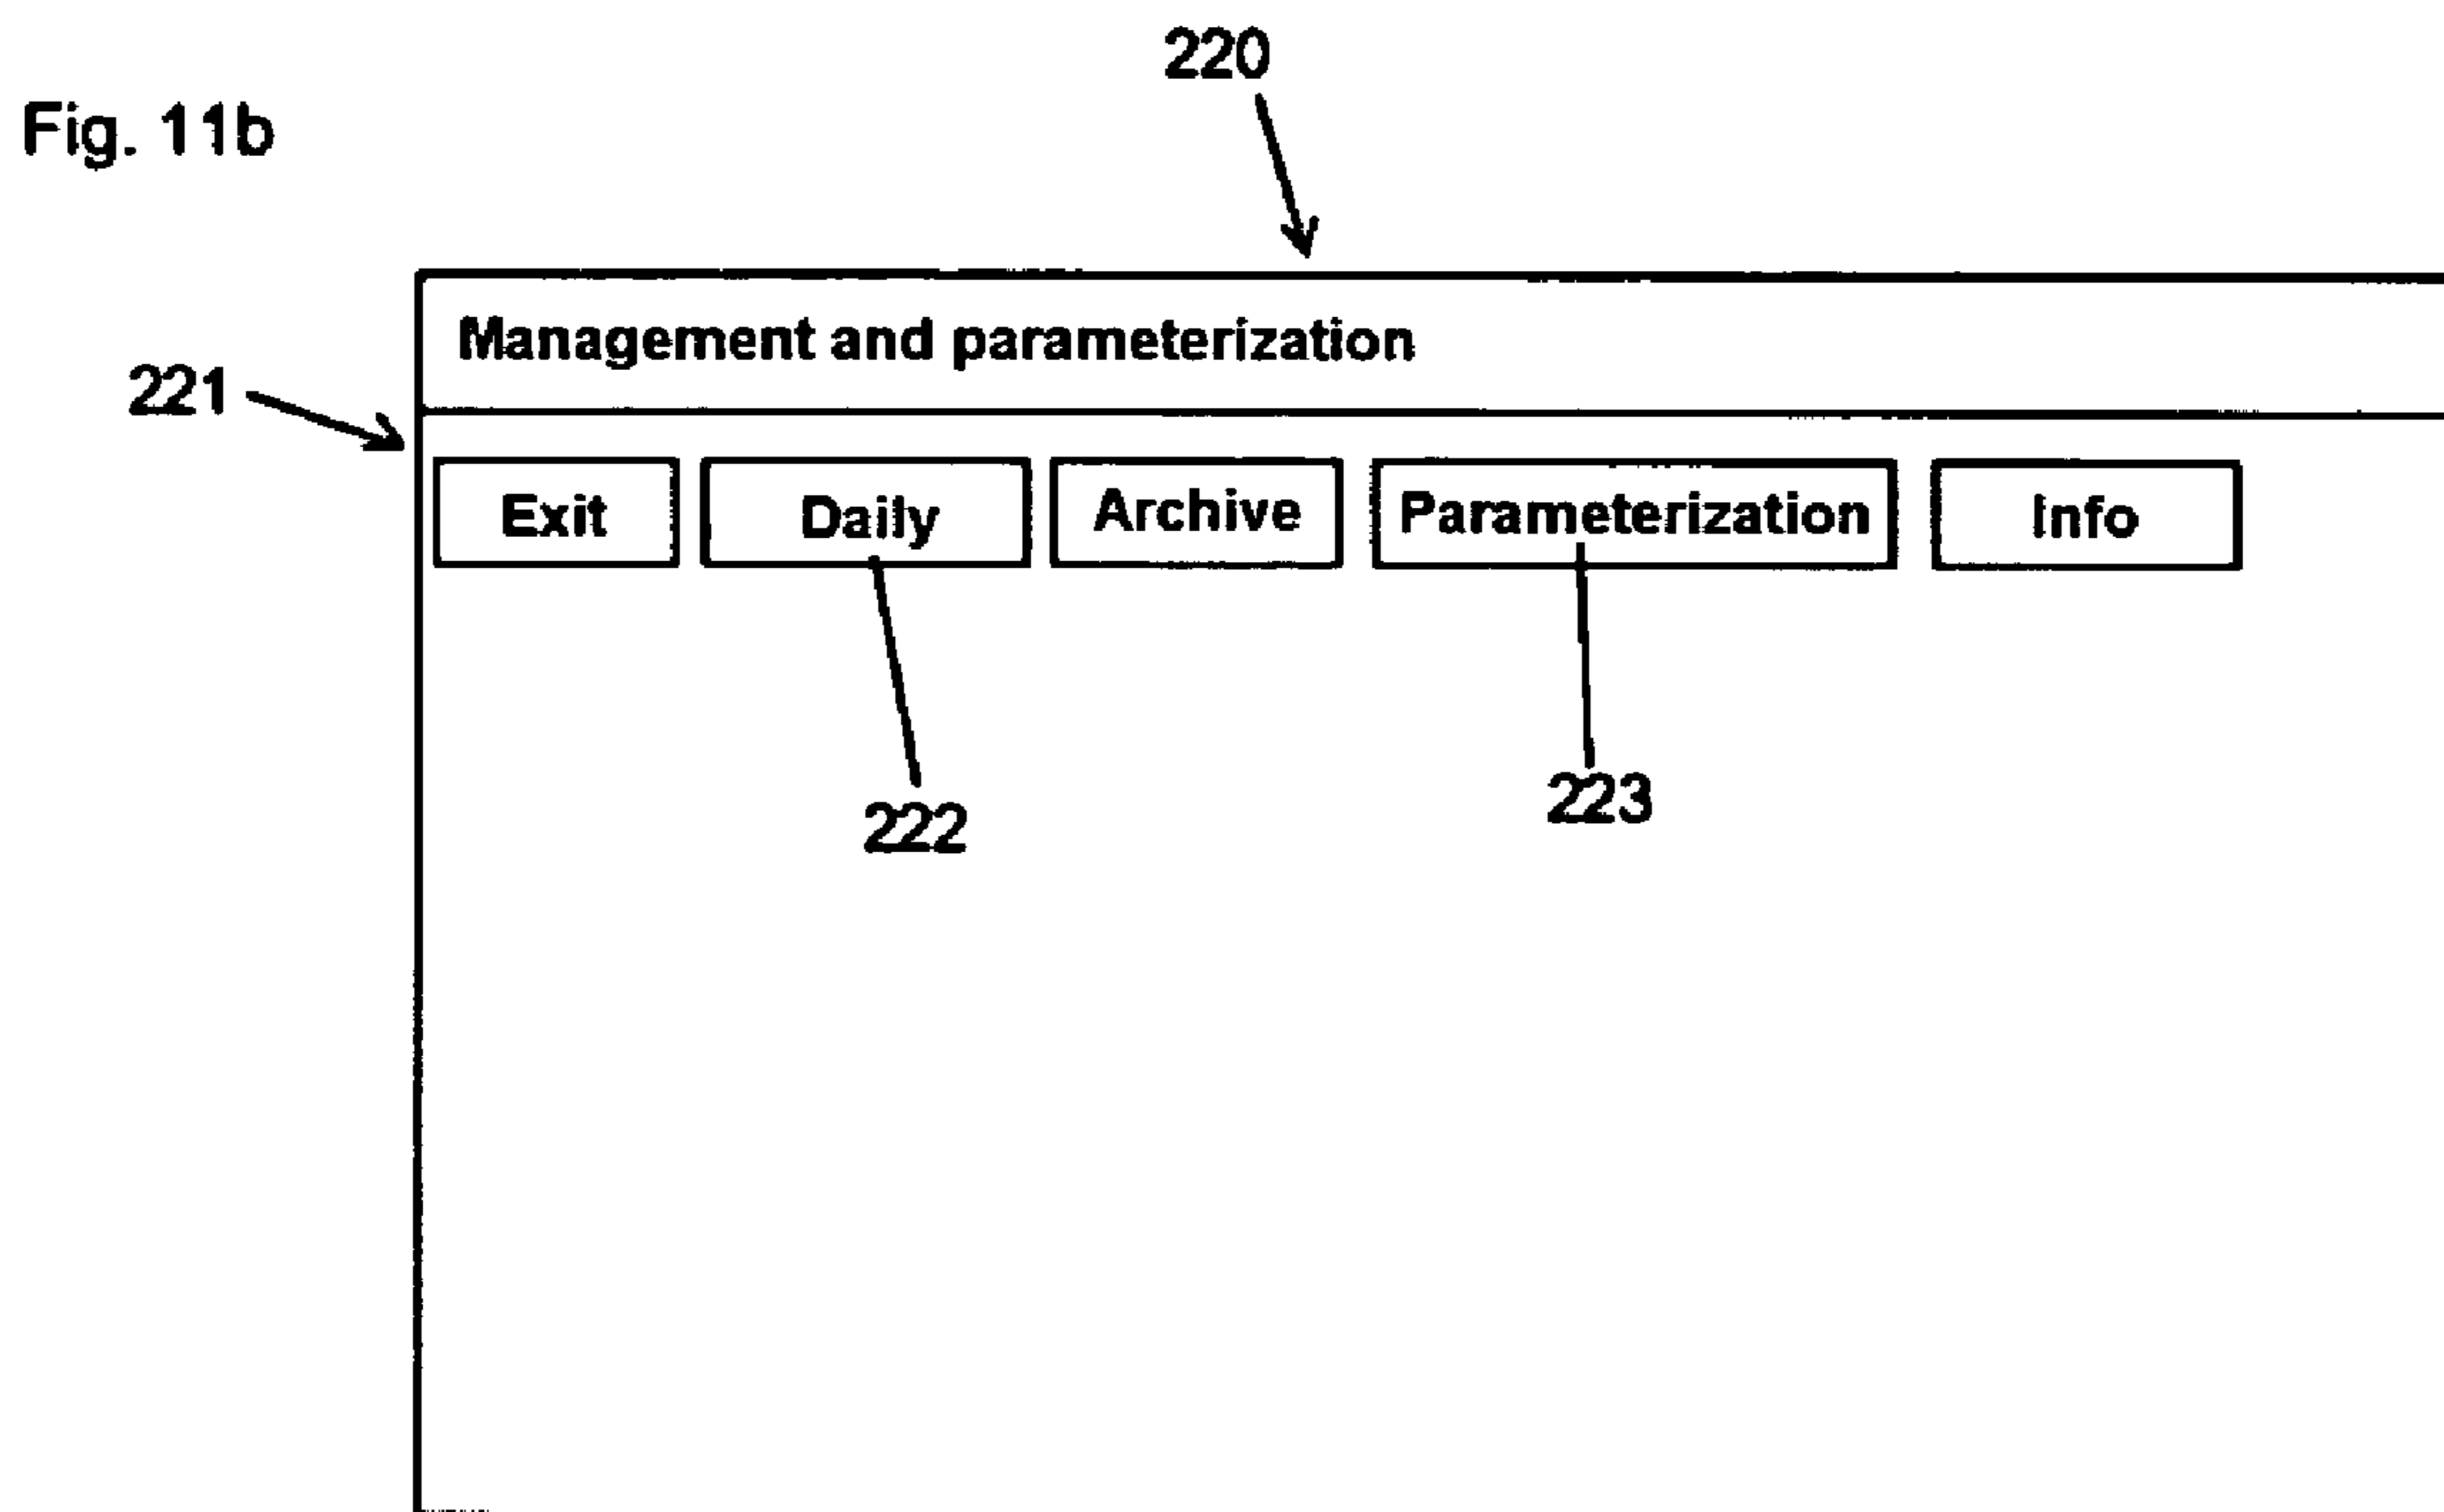 220
Fig. 11b
Management and parameterization
221
Exit Daily Archive Parameterization Info
222
223